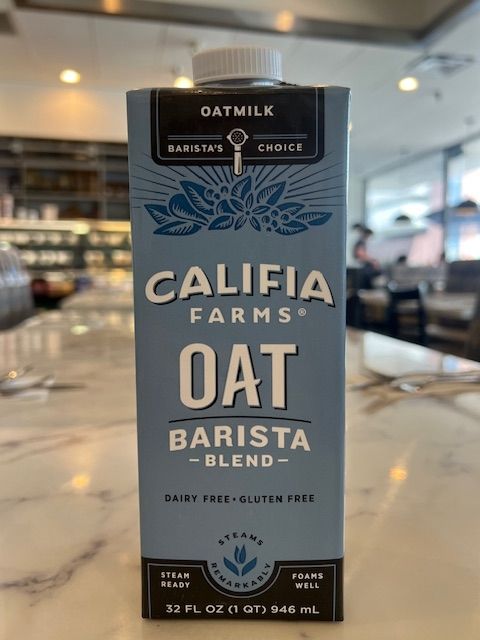 OATMILK
BARISTA'S CHOICE
CALIFIA
FARMS®
OAT
BARISTA
-BLEND-
DAIRY FREE • GLUTEN FREE
STEAMS
REMARKABLY
STEAM
READY
FOAMS
WELL
32 FL OZ (1 QT) 946 mL